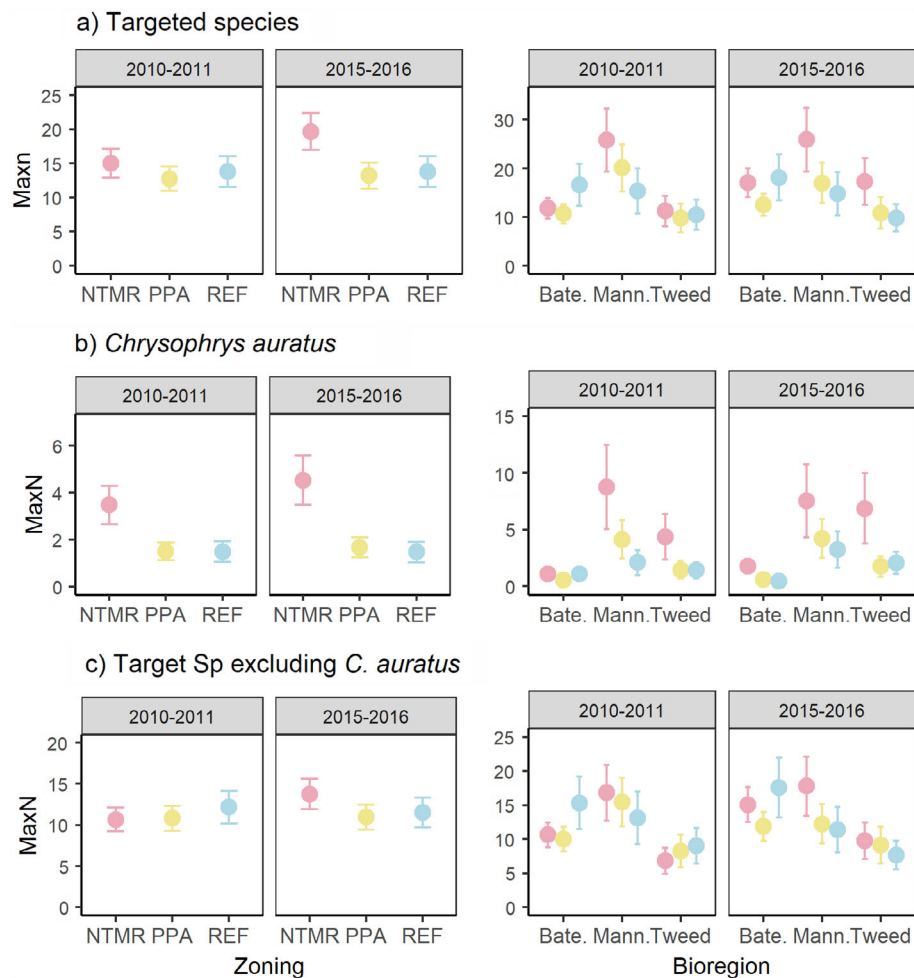 a) Targeted species
2010-2011 2015-2016 2010-2011 2015-2016
Maxn
25
20
15
10
5
0
30
20
10
0
NTMR PPA REF NTMR PPA REF Bate. Mann. Tweed Bate. Mann. Tweed
b) Chrysophrys auratus
2010-2011 2015-2016 2010-2011 2015-2016
MaxN
6
4
2
0
15
10
5
0
NTMR PPA REF NTMR PPA REF Bate. Mann. Tweed Bate. Mann. Tweed
c) Target Sp excluding C. auratus
2010-2011 2015-2016 2010-2011 2015-2016
MaxN
20
15
10
5
0
25
20
15
10
5
0
NTMR PPA REF NTMR PPA REF Bate. Mann. Tweed Bate. Mann. Tweed
Zoning Bioregion